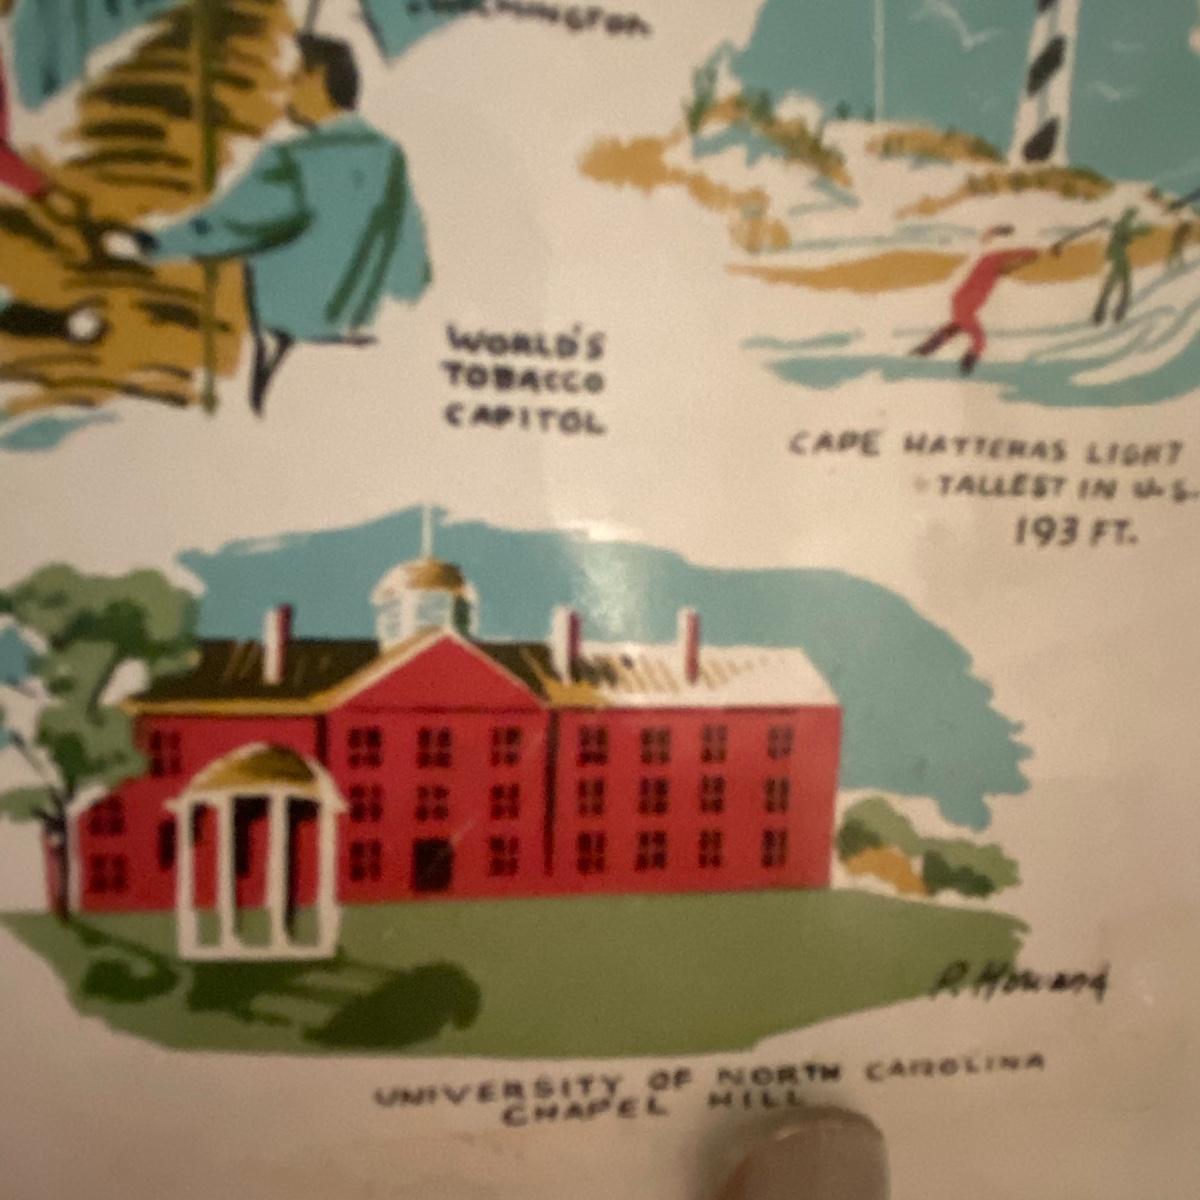 WORLD'S
TOBACCO
CAPITOL
CAPE HATTERAS LIGHT
TALLEST IN U.S.
193 FT.
R. Howard
UNIVERSITY OF NORTH CAROLINA
CHAPEL HILL